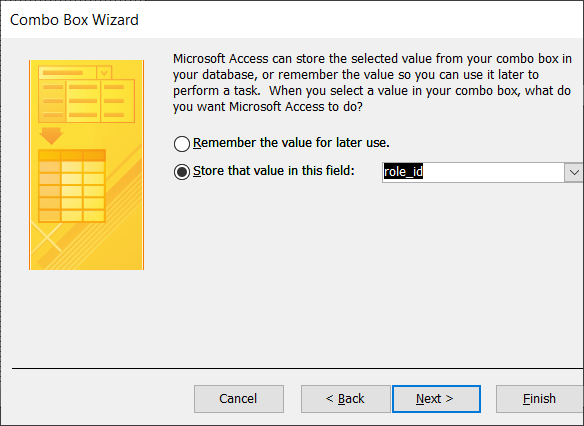 Combo Box Wizard
Microsoft Access can store the selected value from your combo box in
your database, or remember the value so you can use it later to
perform a task.  When you select a value in your combo box, what do
you want Microsoft Access to do?
Remember the value for later use.
Store that value in this field: role_id
Cancel < Back Next > Finish